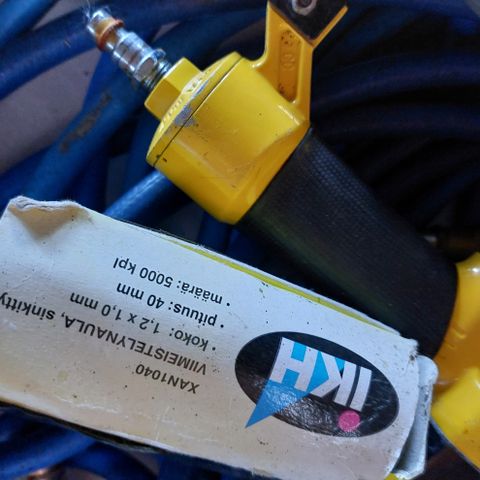 IKH
XAN1040
VIIMEISTELYNAULA, sinkitty
• koko: 1,2 x 1,0 mm
• pituus: 40 mm
• määrä: 5000 kpl